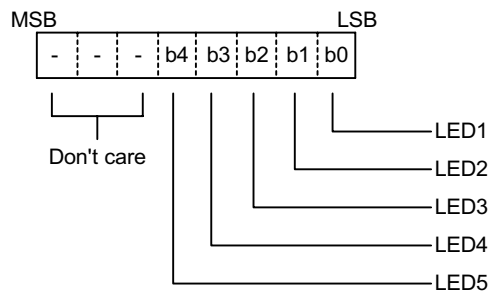 MSB LSB
- - - b4 b3 b2 b1 b0
Don't care
LED1
LED2
LED3
LED4
LED5